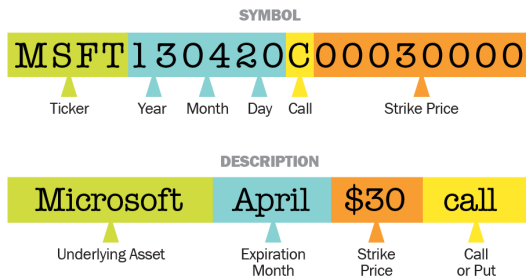 SYMBOL
MSFT130420C00030000
Ticker Year Month Day Call Strike Price
DESCRIPTION
Microsoft April $30 call
Underlying Asset Expiration Month Strike Price Call or Put